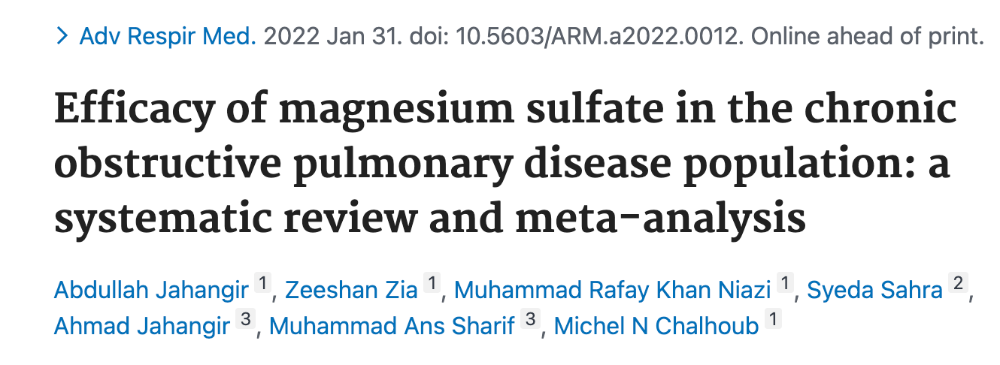 > Adv Respir Med. 2022 Jan 31. doi: 10.5603/ARM.a2022.0012. Online ahead of print.
Efficacy of magnesium sulfate in the chronic
obstructive pulmonary disease population: a
systematic review and meta-analysis
Abdullah Jahangir 1, Zeeshan Zia 1, Muhammad Rafay Khan Niazi 1, Syeda Sahra 2,
Ahmad Jahangir 3, Muhammad Ans Sharif 3, Michel N Chalhoub 1